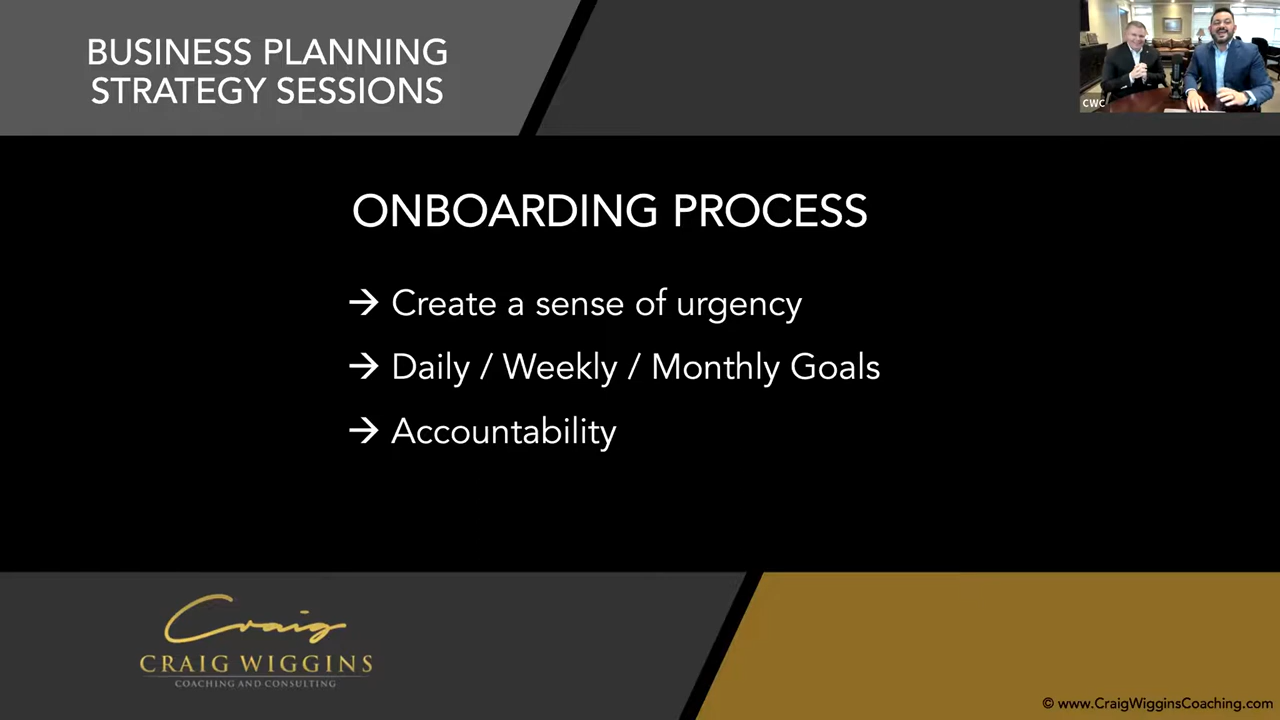 BUSINESS PLANNING
STRATEGY SESSIONS
CWC
ONBOARDING PROCESS
→ Create a sense of urgency
→ Daily / Weekly / Monthly Goals
→ Accountability
Craig
CRAIG WIGGINS
COACHING AND CONSULTING
© www.CraigWigginsCoaching.com